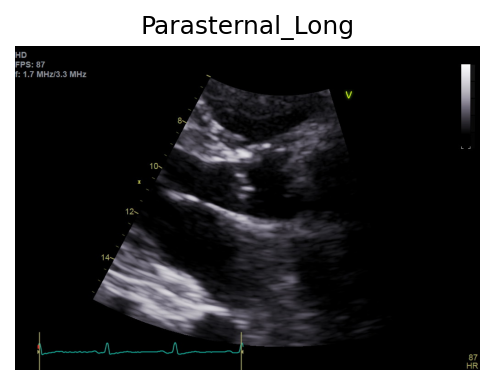 Parasternal_Long
HD
FPS: 87
f: 1.7 MHz/3.3 MHz
V
8
10
x
12
14
87
HR